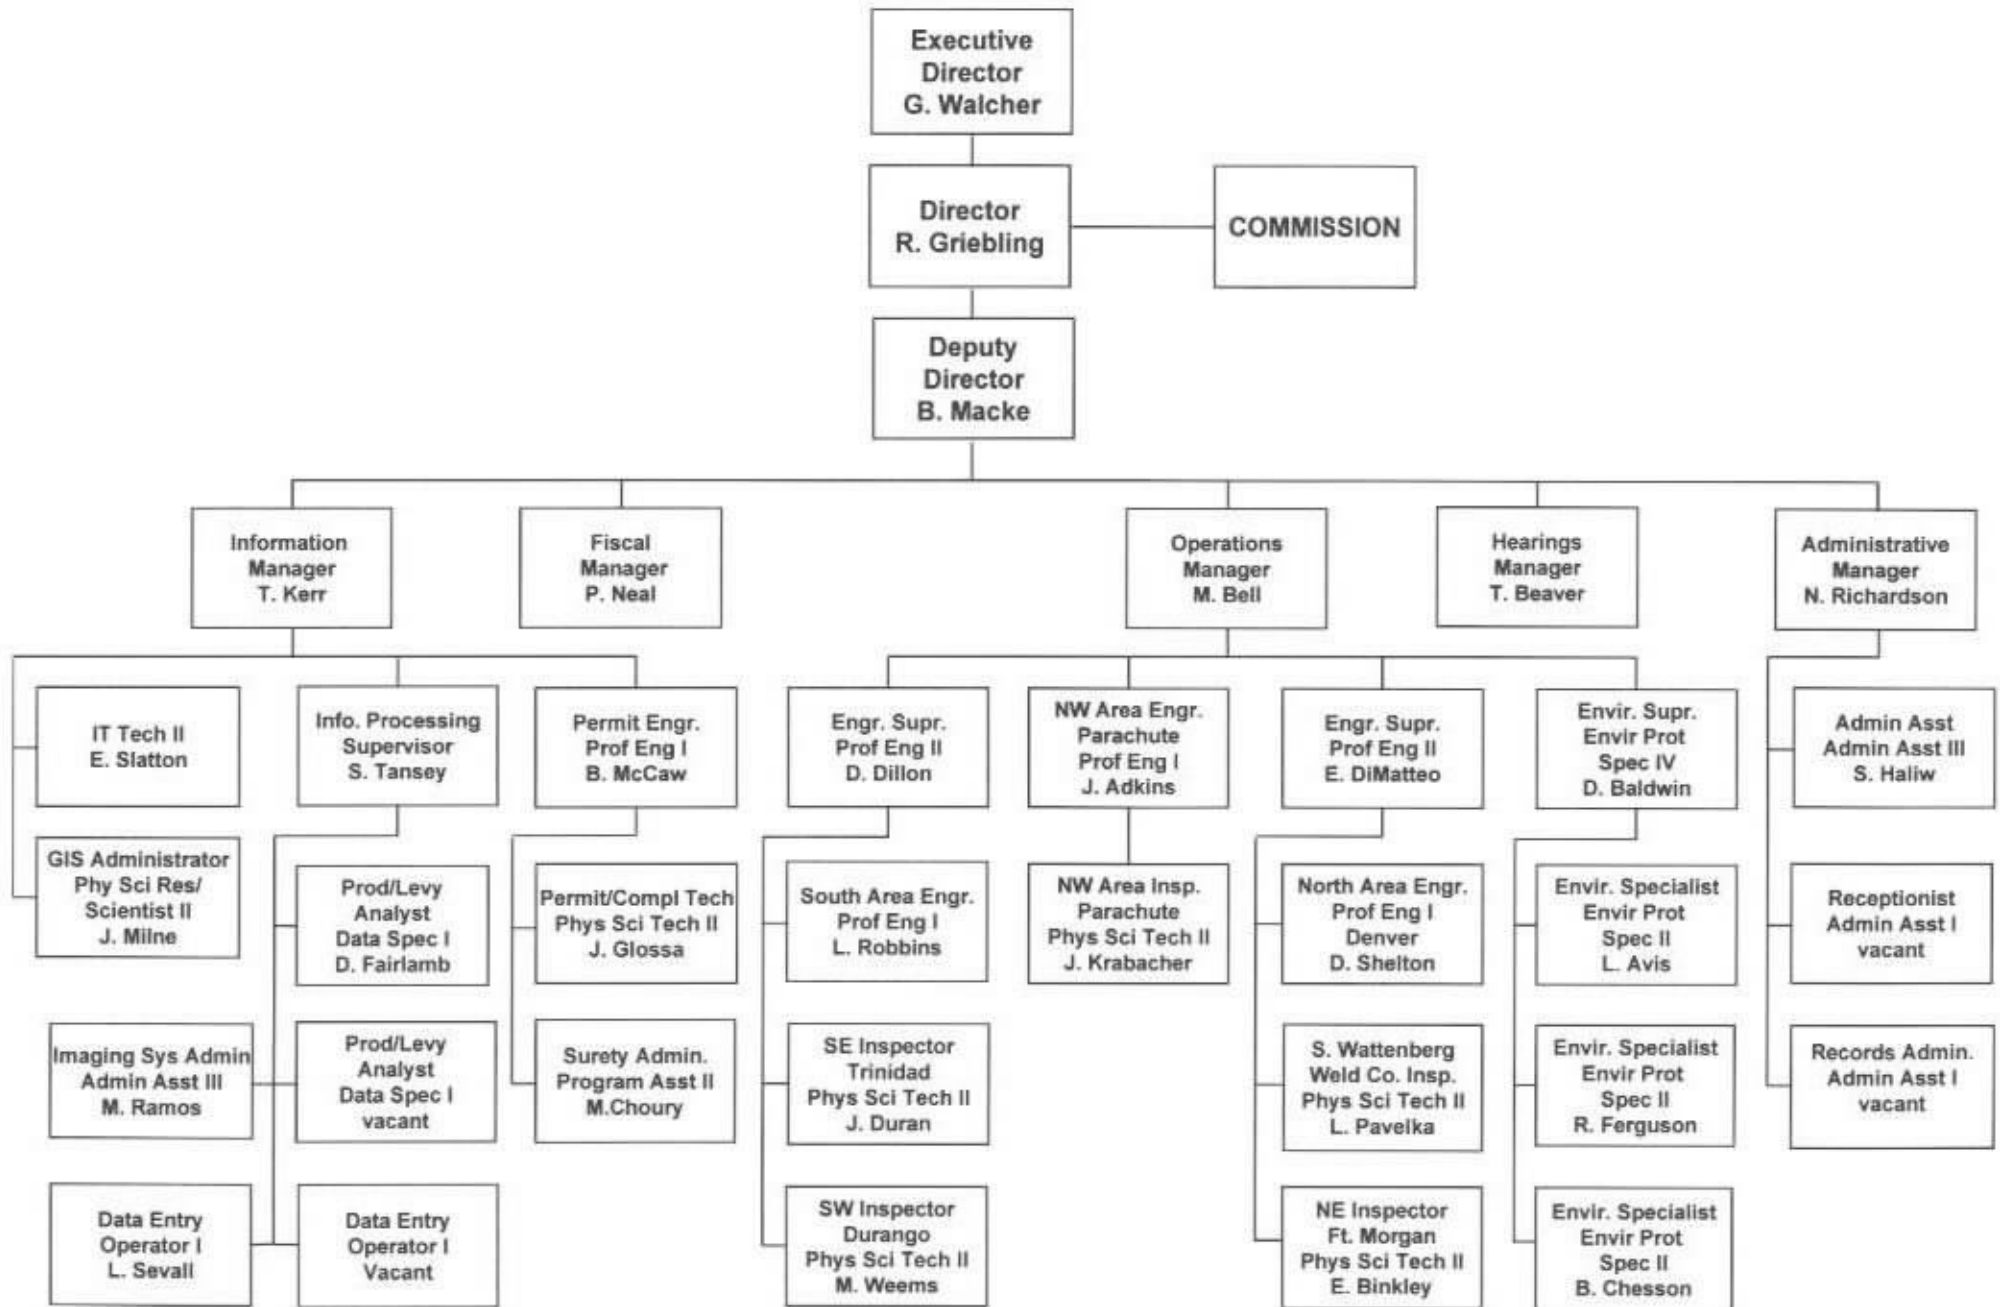 Executive
Director
G. Walcher
Director
R. Griebling
COMMISSION
Deputy
Director
B. Macke
Information
Manager
T. Kerr
Fiscal
Manager
P. Neal
Operations
Manager
M. Bell
Hearings
Manager
T. Beaver
Administrative
Manager
N. Richardson
IT Tech II
E. Slatton
Info. Processing
Supervisor
S. Tansey
Permit Engr.
Prof Eng I
B. McCaw
Engr. Supr.
Prof Eng II
D. Dillon
NW Area Engr.
Parachute
Prof Eng I
J. Adkins
Engr. Supr.
Prof Eng II
E. DiMatteo
Envir. Supr.
Envir Prot
Spec IV
D. Baldwin
Admin Asst
Admin Asst III
S. Haliw
GIS Administrator
Phy Sci Res/
Scientist II
J. Milne
Prod/Levy
Analyst
Data Spec I
D. Fairlamb
Permit/Compl Tech
Phys Sci Tech II
J. Glossa
South Area Engr.
Prof Eng I
L. Robbins
NW Area Insp.
Parachute
Phys Sci Tech II
J. Krabacher
North Area Engr.
Prof Eng I
Denver
D. Shelton
Envir. Specialist
Envir Prot
Spec II
L. Avis
Receptionist
Admin Asst I
vacant
Imaging Sys Admin
Admin Asst III
M. Ramos
Prod/Levy
Analyst
Data Spec I
vacant
Surety Admin.
Program Asst II
M.Choury
SE Inspector
Trinidad
Phys Sci Tech II
J. Duran
S. Wattenberg
Weld Co. Insp.
Phys Sci Tech II
L. Pavelka
Envir. Specialist
Envir Prot
Spec II
R. Ferguson
Records Admin.
Admin Asst I
vacant
Data Entry
Operator I
L. Sevall
Data Entry
Operator I
Vacant
SW Inspector
Durango
Phys Sci Tech II
M. Weems
NE Inspector
Ft. Morgan
Phys Sci Tech II
E. Binkley
Envir. Specialist
Envir Prot
Spec II
B. Chesson